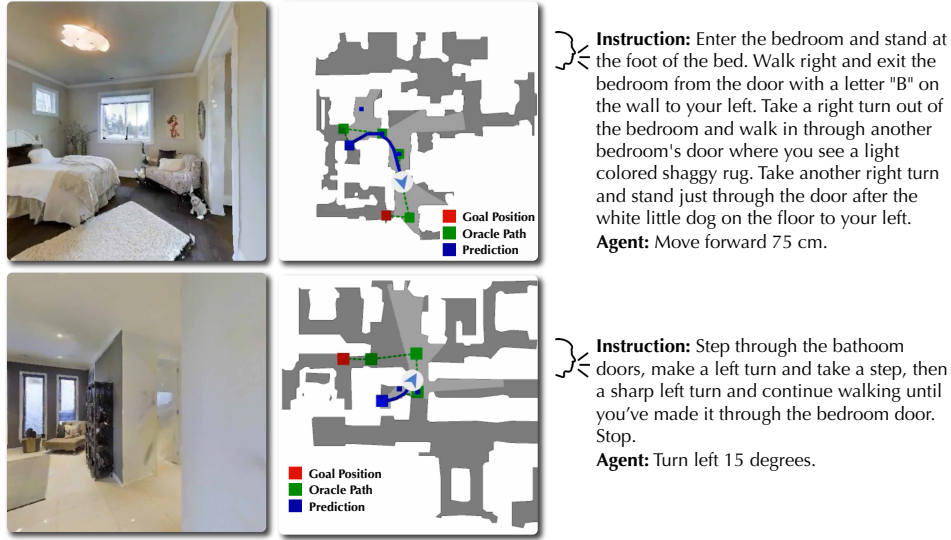 Instruction: Enter the bedroom and stand at
the foot of the bed. Walk right and exit the
bedroom from the door with a letter "B" on
the wall to your left. Take a right turn out of
the bedroom and walk in through another
bedroom's door where you see a light
colored shaggy rug. Take another right turn
and stand just through the door after the
white little dog on the floor to your left.
Agent: Move forward 75 cm.
Goal Position
Oracle Path
Prediction
Instruction: Step through the bathoom
doors, make a left turn and take a step, then
a sharp left turn and continue walking until
you've made it through the bedroom door.
Stop.
Agent: Turn left 15 degrees.
Goal Position
Oracle Path
Prediction